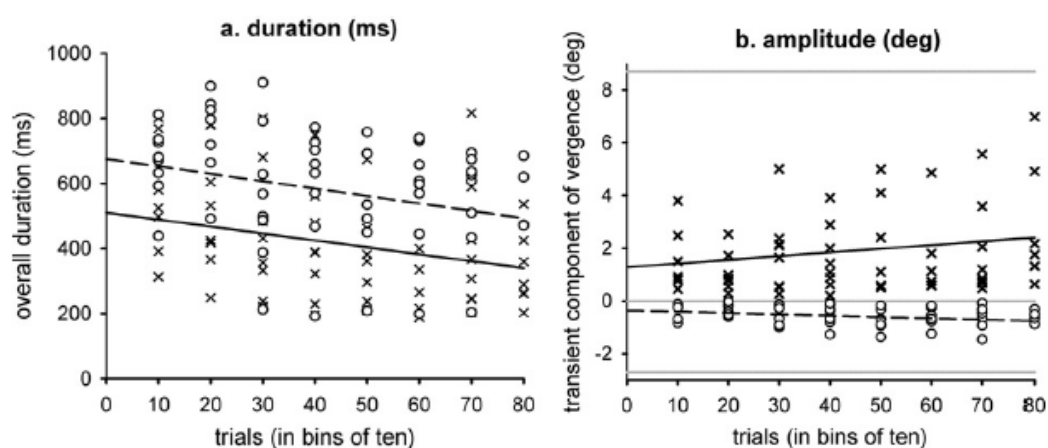 a. duration (ms)
overall duration (ms)
1000
800
600
400
200
0
0 10 20 30 40 50 60 70 80
trials (in bins of ten)
b. amplitude (deg)
transient component of vergence (deg)
8
6
4
2
0
-2
0 10 20 30 40 50 60 70 80
trials (in bins of ten)